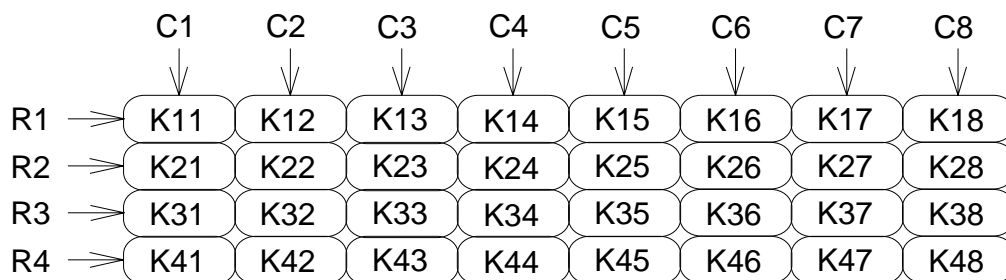 C1 C2 C3 C4 C5 C6 C7 C8
R1 K11 K12 K13 K14 K15 K16 K17 K18
R2 K21 K22 K23 K24 K25 K26 K27 K28
R3 K31 K32 K33 K34 K35 K36 K37 K38
R4 K41 K42 K43 K44 K45 K46 K47 K48